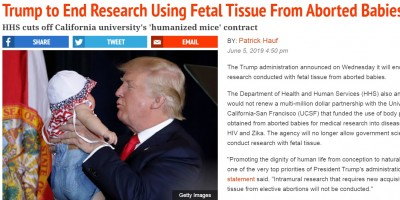 Trump to End Research Using Fetal Tissue From Aborted Babies
HHS cuts off California university's 'humanized mice' contract
SHARE
TWEET
EMAIL
BY: Patrick Hauf
June 5, 2019 4:50 pm
The Trump administration announced on Wednesday it will end
research conducted with fetal tissue from aborted babies.
The Department of Health and Human Services (HHS) also an
would not renew a multi-million dollar partnership with the Univ
California-San Francisco (UCSF) that funded the use of body p
obtained from aborted babies for medical research into diseas
HIV and Zika. The agency will no longer allow government scie
conduct research with fetal tissue.
"Promoting the dignity of human life from conception to natural
one of the very top priorities of President Trump's administratio
statement said. "Intramural research that requires new acquisi
tissue from elective abortions will not be conducted."
Getty Images